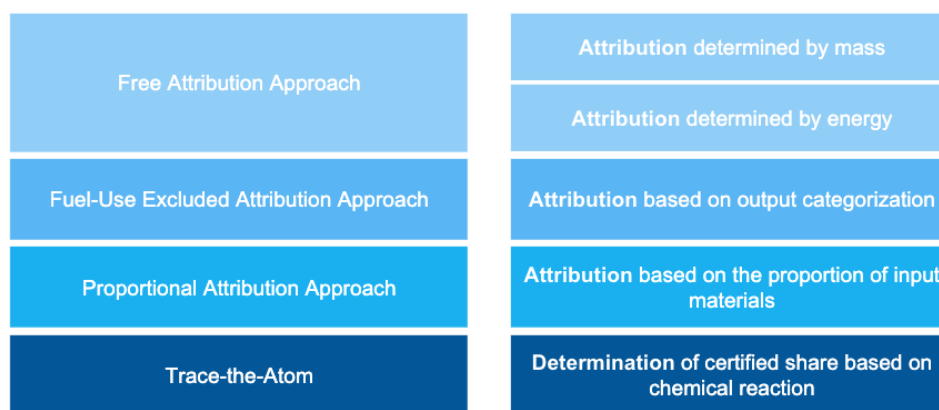 Free Attribution Approach
Attribution determined by mass
Attribution determined by energy
Fuel-Use Excluded Attribution Approach
Attribution based on output categorization
Proportional Attribution Approach
Attribution based on the proportion of input
materials
Trace-the-Atom
Determination of certified share based on
chemical reaction